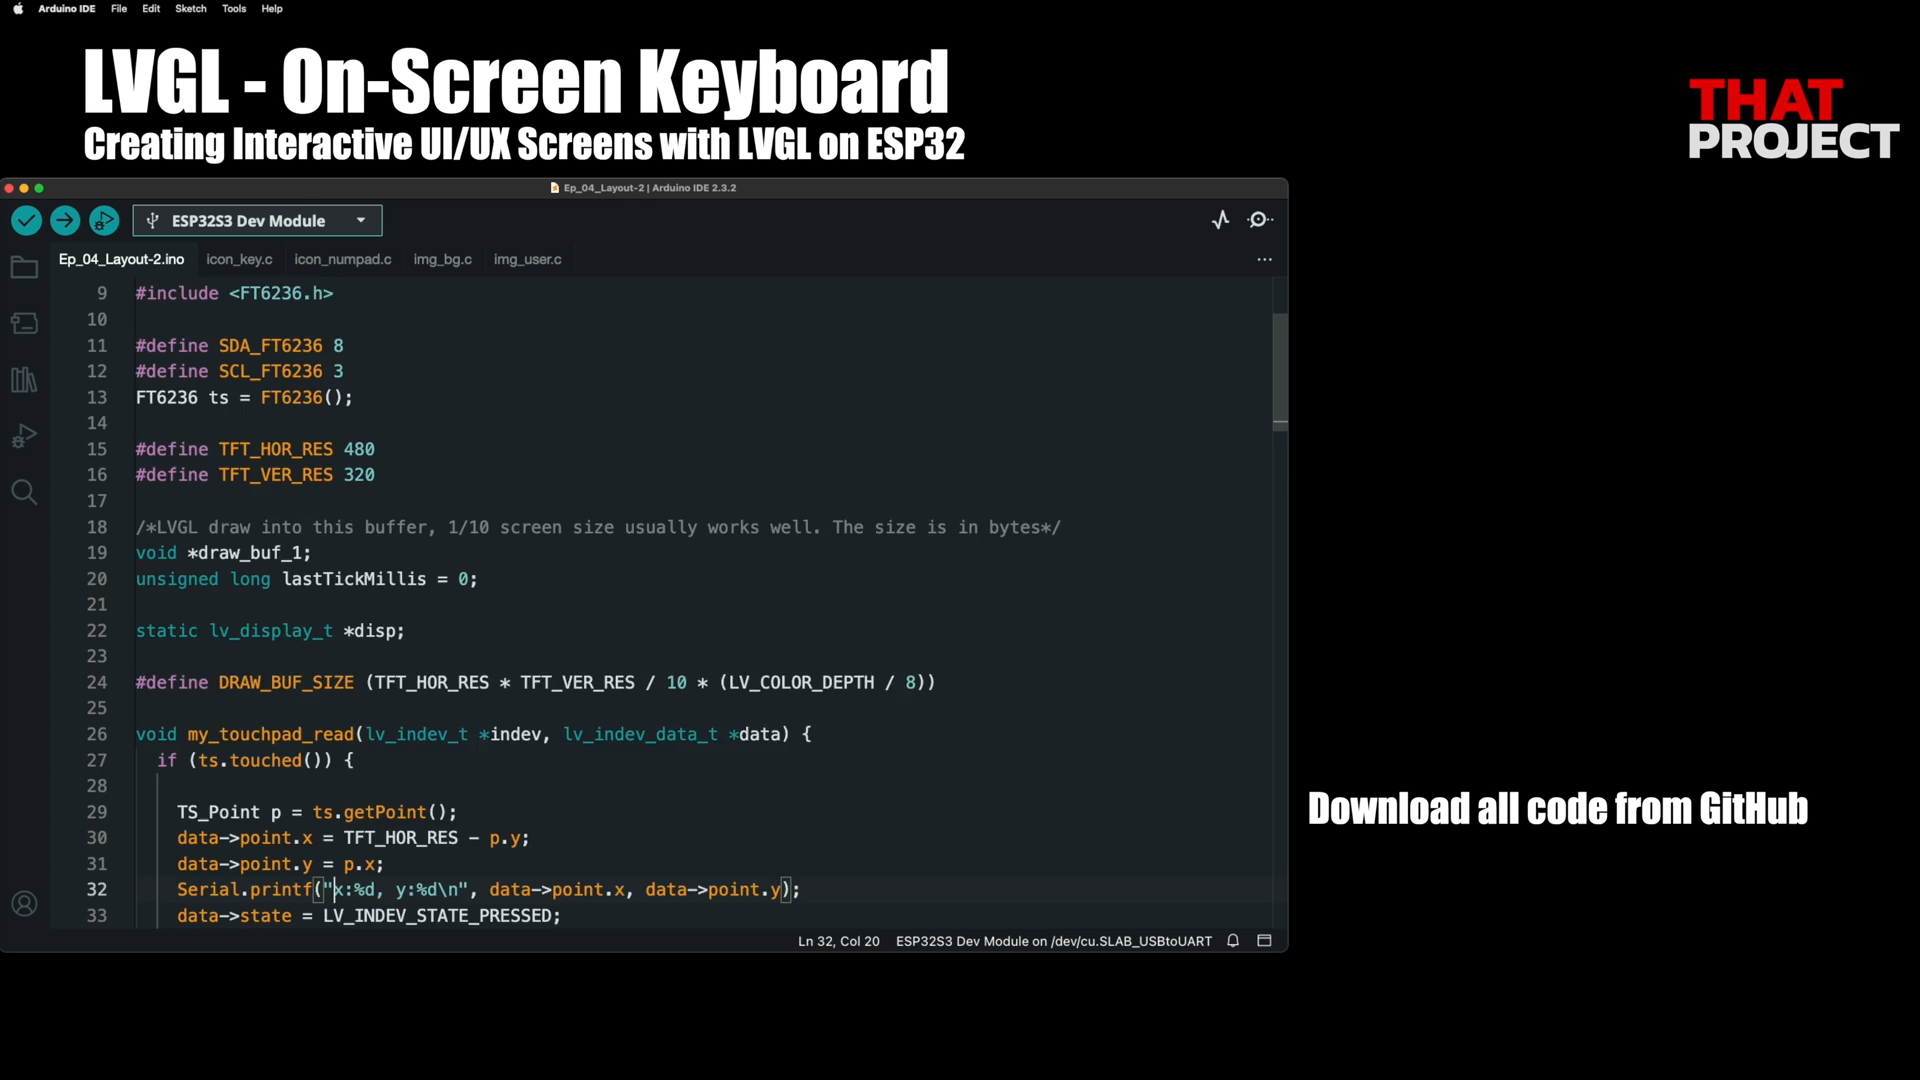 Arduino IDE File Edit Sketch Tools Help
LVGL - On-Screen Keyboard
Creating Interactive UI/UX Screens with LVGL on ESP32
THAT
PROJECT
Ep_04_Layout-2 | Arduino IDE 2.3.2
ESP32S3 Dev Module
Ep_04_Layout-2.ino icon_key.c icon_numpad.c img_bg.c img_user.c
9 #include <FT6236.h>
10
11 #define SDA_FT6236 8
12 #define SCL_FT6236 3
13 FT6236 ts = FT6236();
14
15 #define TFT_HOR_RES 480
16 #define TFT_VER_RES 320
17
18 /*LVGL draw into this buffer, 1/10 screen size usually works well. The size is in bytes*/
19 void *draw_buf_1;
20 unsigned long lastTickMillis = 0;
21
22 static lv_display_t *disp;
23
24 #define DRAW_BUF_SIZE (TFT_HOR_RES * TFT_VER_RES / 10 * (LV_COLOR_DEPTH / 8))
25
26 void my_touchpad_read(lv_indev_t *indev, lv_indev_data_t *data) {
27 if (ts.touched()) {
28
29 TS_Point p = ts.getPoint();
30 data->point.x = TFT_HOR_RES - p.y;
31 data->point.y = p.x;
32 Serial.printf("x:%d, y:%d\n", data->point.x, data->point.y);
33 data->state = LV_INDEV_STATE_PRESSED;
Ln 32, Col 20 ESP32S3 Dev Module on /dev/cu.SLAB_USBtoUART
Download all code from GitHub